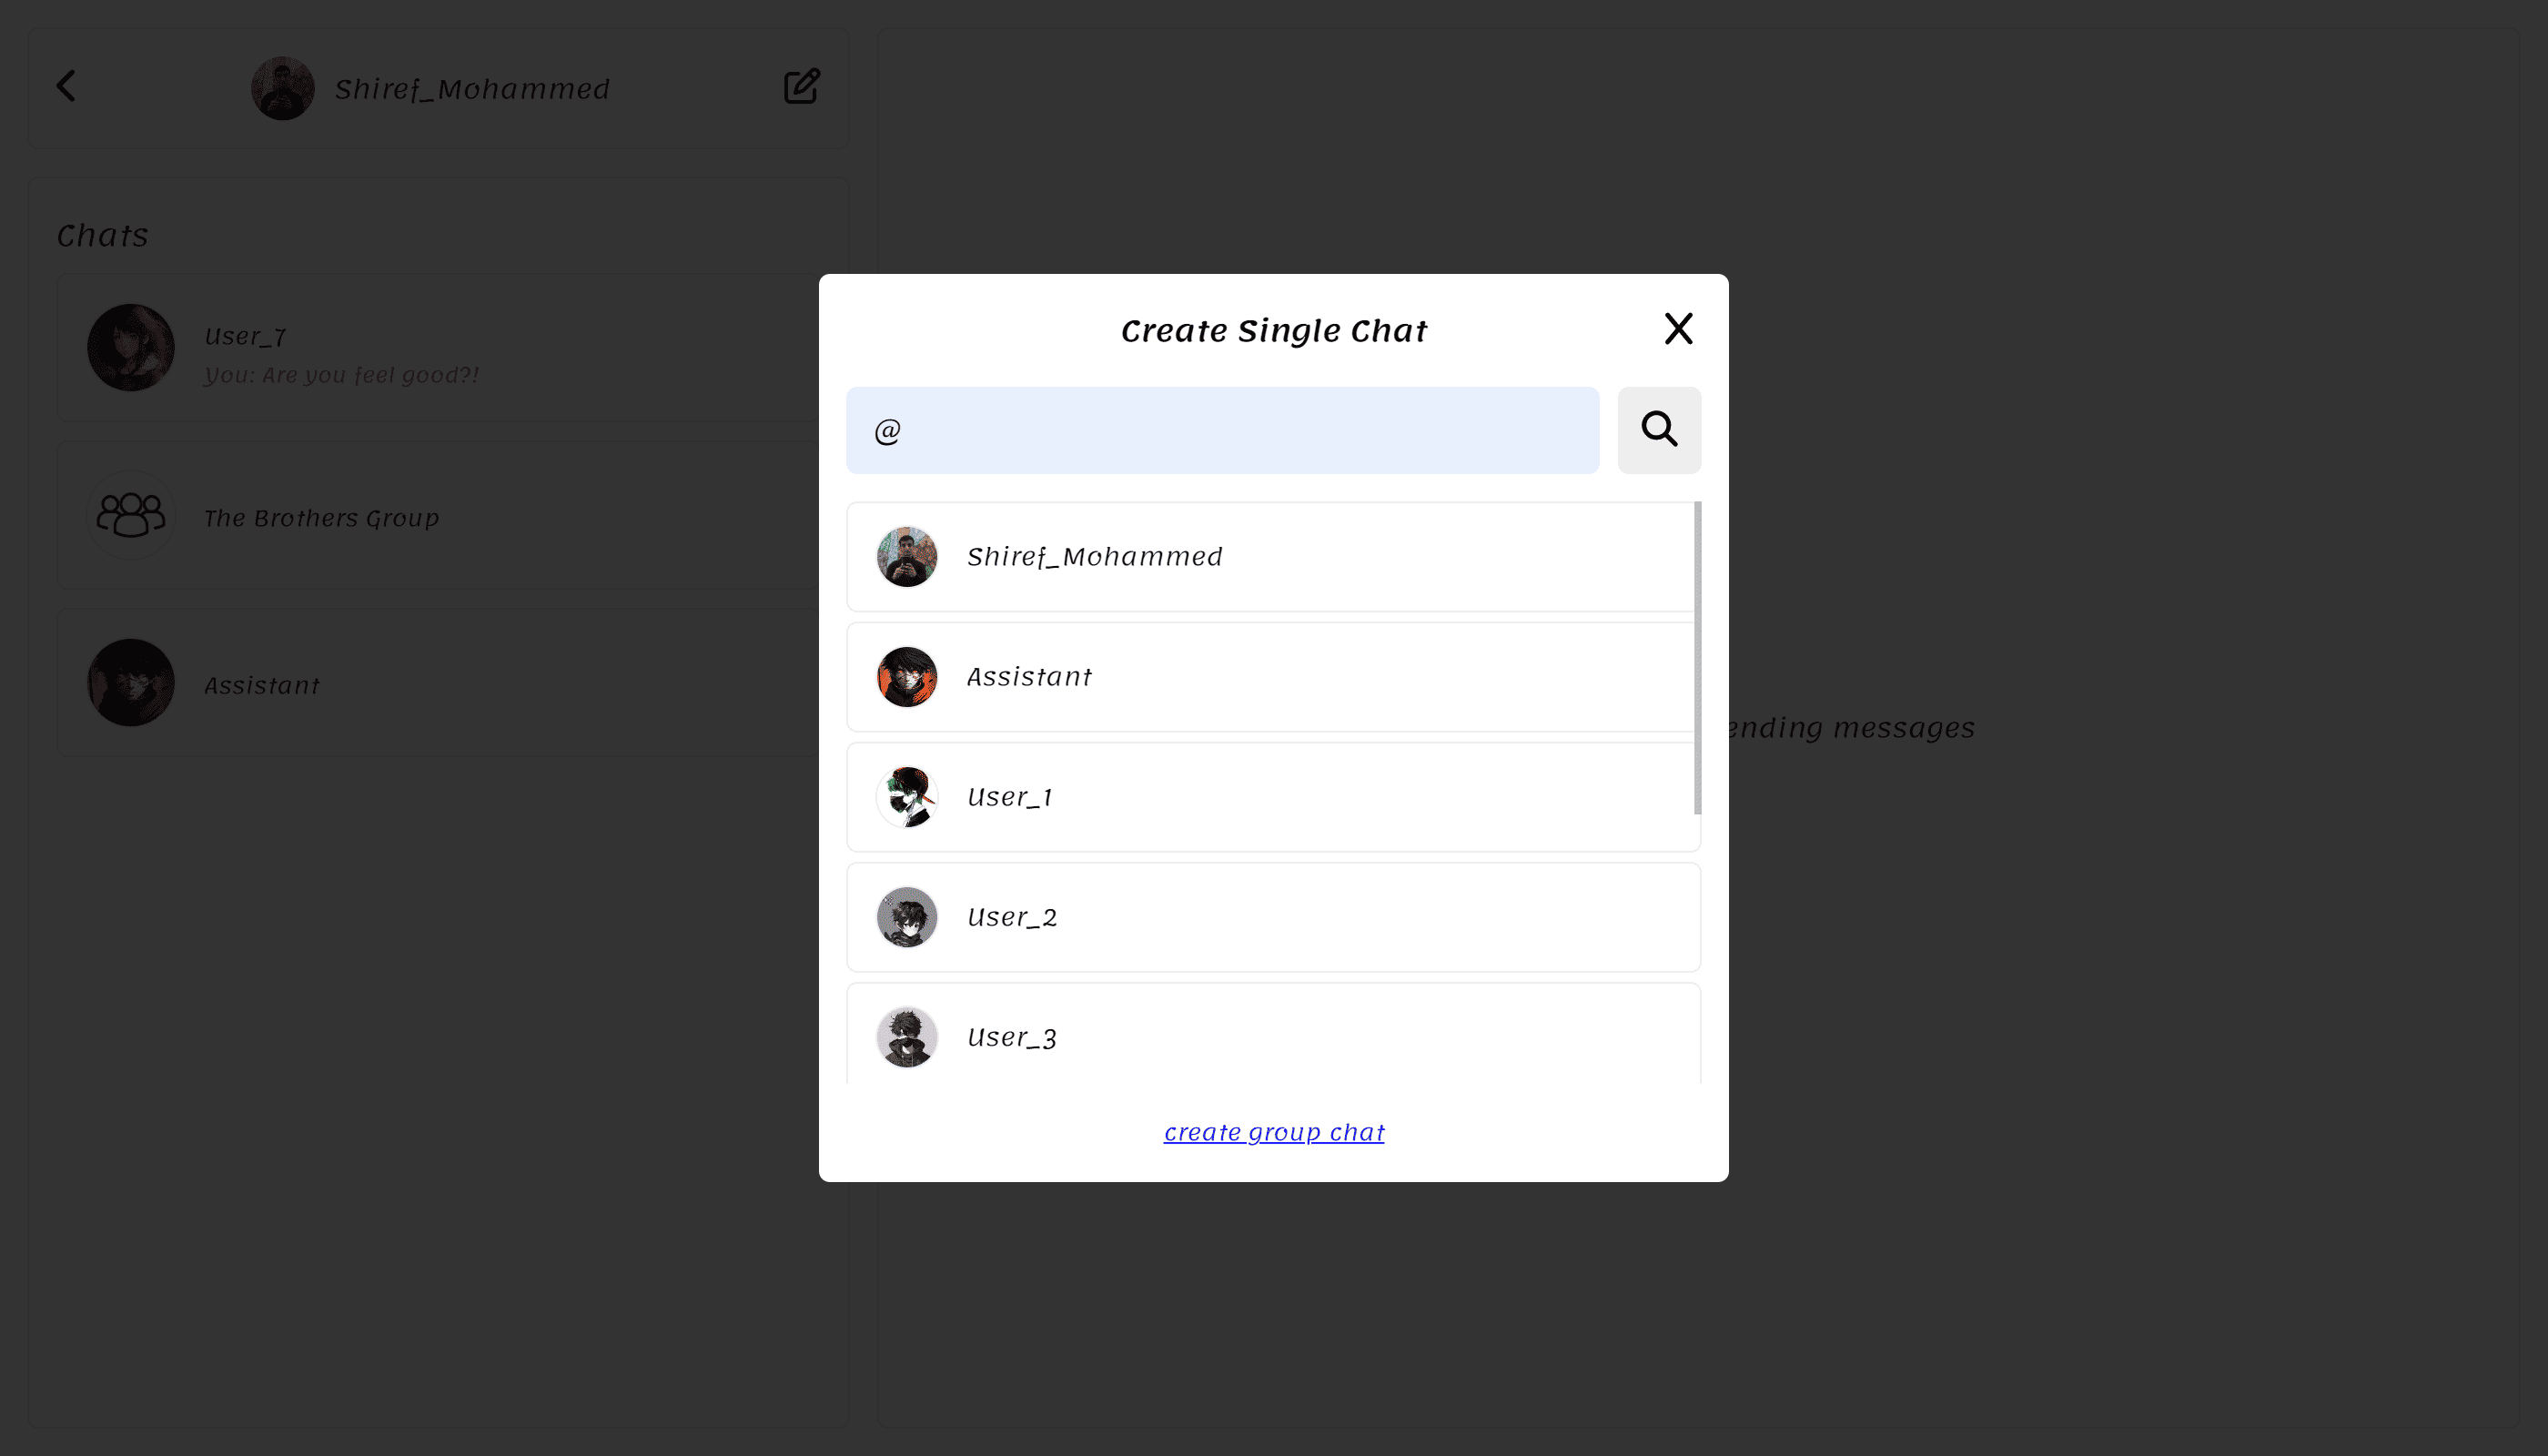 Shiref_Mohammed
Chats
User_7
You: Are you feel good?!
The Brothers Group
Assistant
Create Single Chat
@
Shiref_Mohammed
Assistant
User_1
User_2
User_3
create group chat
ending messages